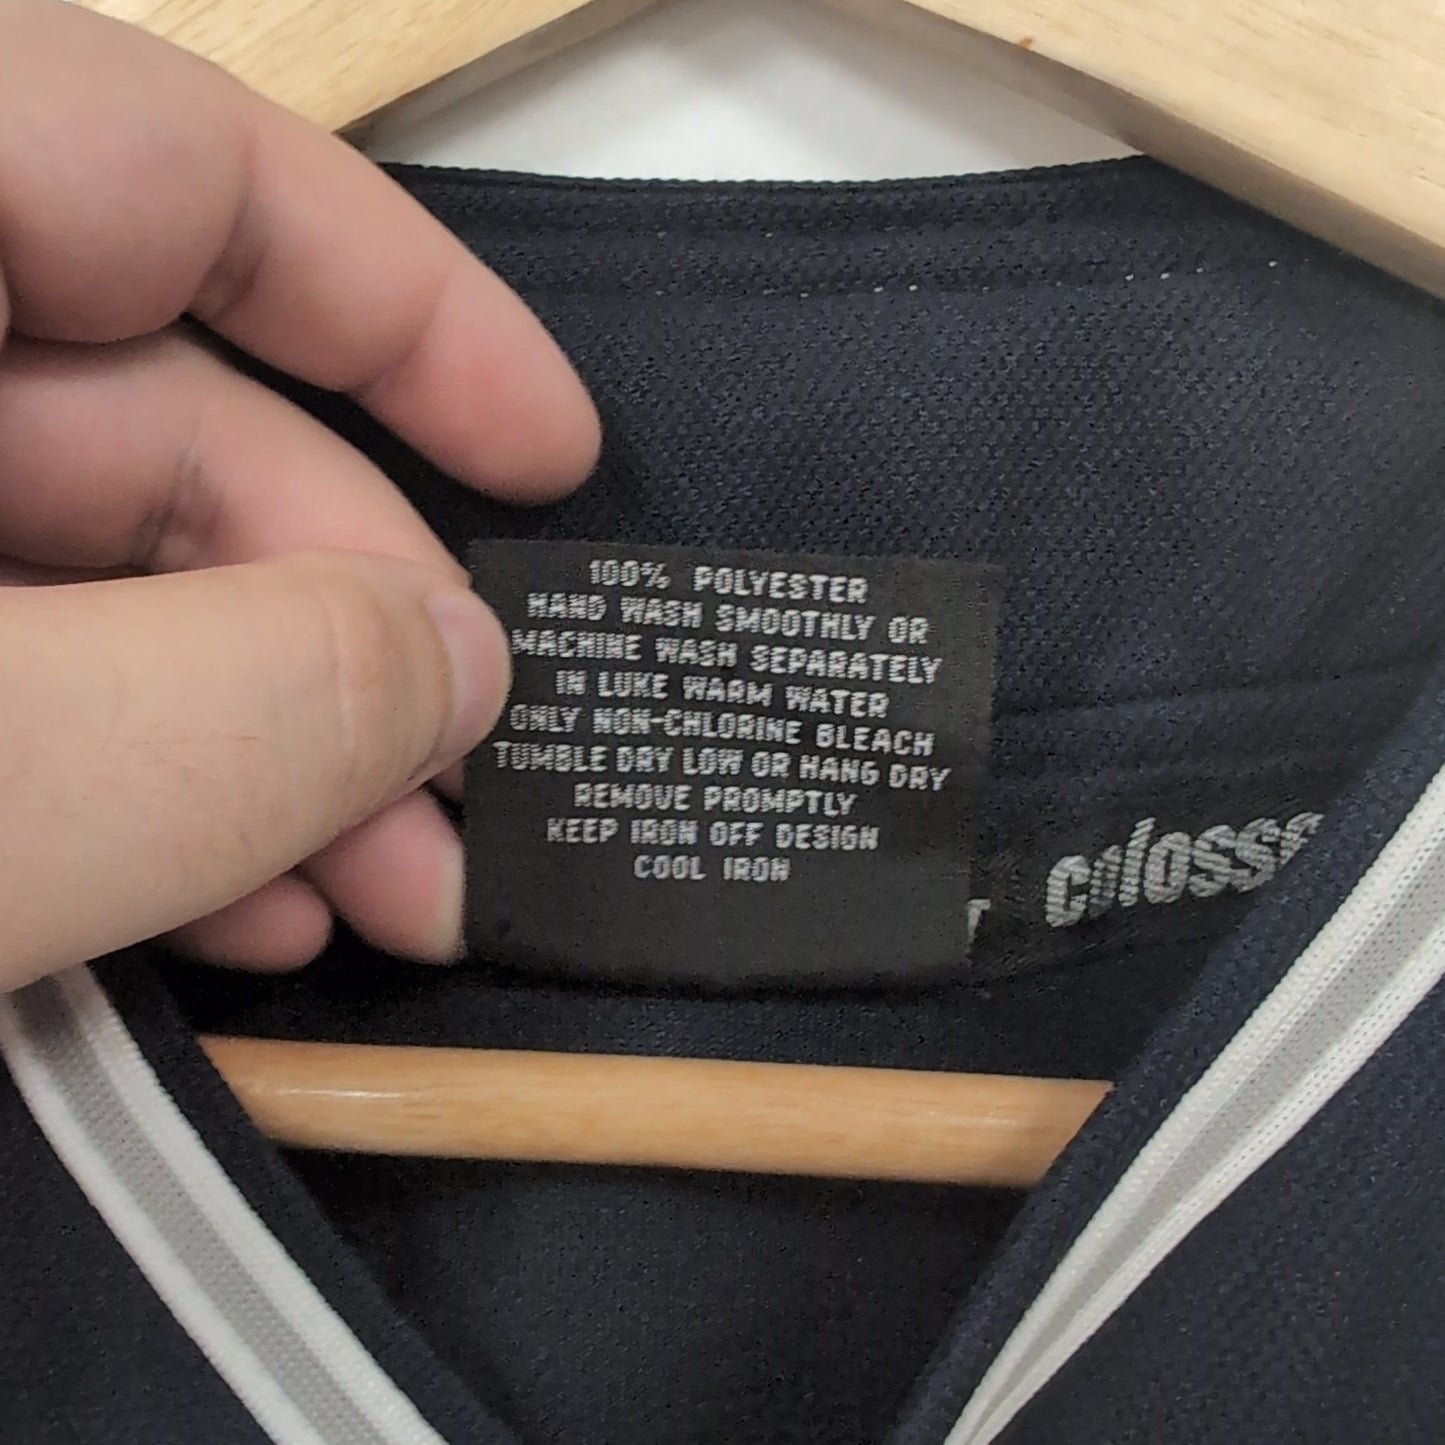 100% POLYESTER
HAND WASH SMOOTHLY OR
MACHINE WASH SEPARATELY
IN LUKE WARM WATER
ONLY NON-CHLORINE BLEACH
TUMBLE DRY LOW OR HANG DRY
REMOVE PROMPTLY
KEEP IRON OFF DESIGN
COOL IRON